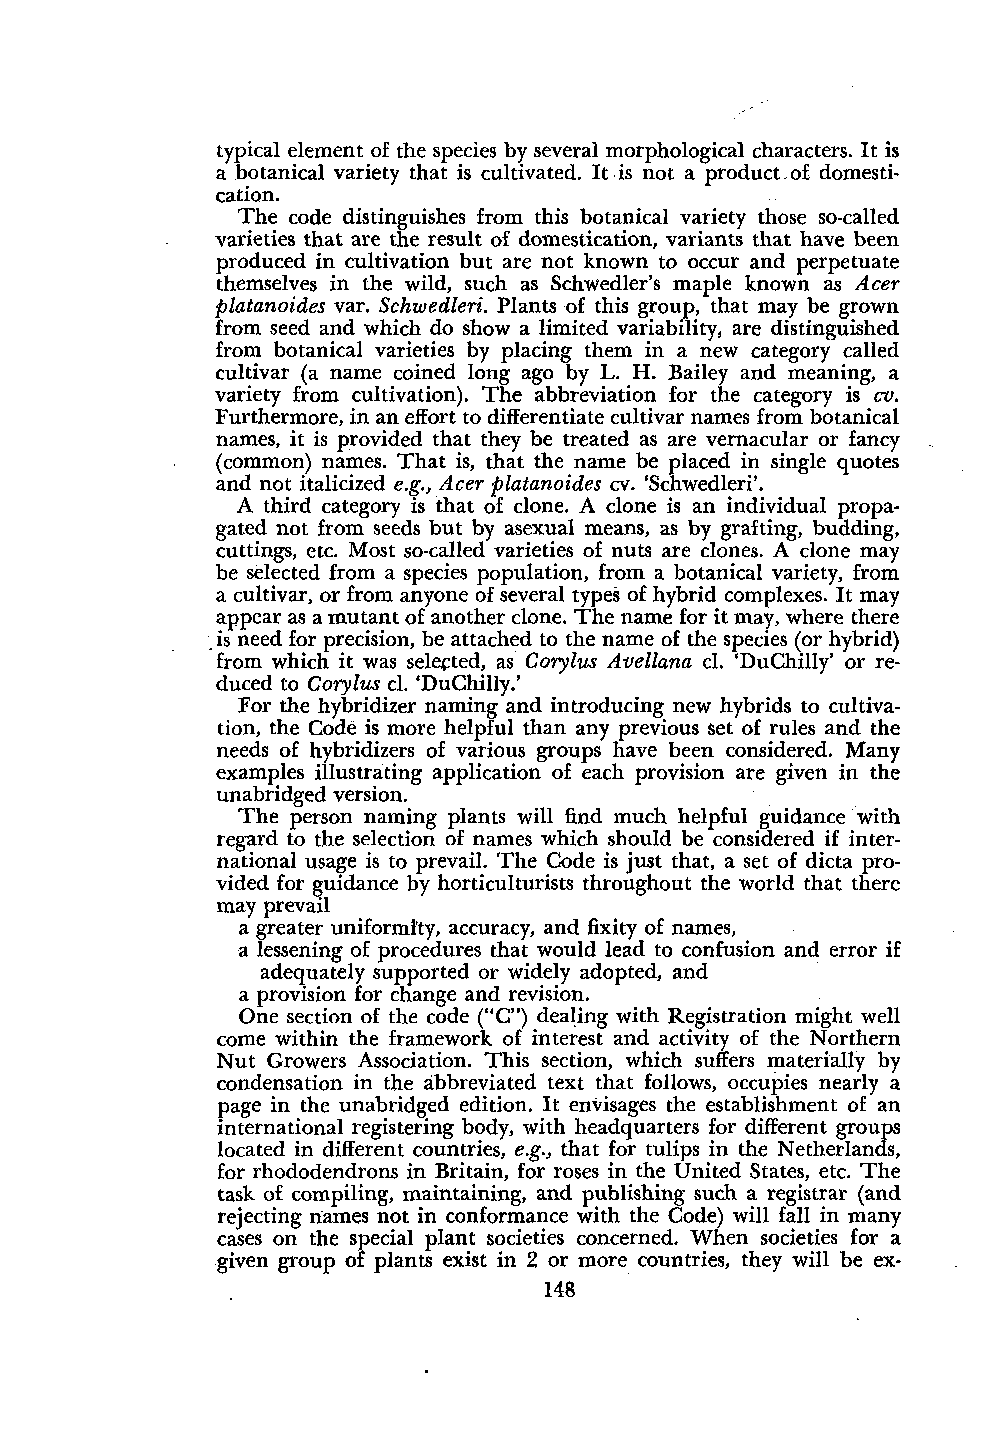 typical element of the species by several morphological characters. It is
a botanical variety that is cultivated. It is not a product of domesti-
cation.
The code distinguishes from this botanical variety those so-called
varieties that are the result of domestication, variants that have been
produced in cultivation but are not known to occur and perpetuate
themselves in the wild, such as Schwedler's maple known as Acer
platanoides var. Schwedleri. Plants of this group, that may be grown
from seed and which do show a limited variability, are distinguished
from botanical varieties by placing them in a new category called
cultivar (a name coined long ago by L. H. Bailey and meaning, a
variety from cultivation). The abbreviation for the category is cv.
Furthermore, in an effort to differentiate cultivar names from botanical
names, it is provided that they be treated as are vernacular or fancy
(common) names. That is, that the name be placed in single quotes
and not italicized e.g., Acer platanoides cv. 'Schwedleri'.
A third category is that of clone. A clone is an individual propa-
gated not from seeds but by asexual means, as by grafting, budding,
cuttings, etc. Most so-called varieties of nuts are clones. A clone may
be selected from a species population, from a botanical variety, from
a cultivar, or from anyone of several types of hybrid complexes. It may
appear as a mutant of another clone. The name for it may, where there
is need for precision, be attached to the name of the species (or hybrid)
from which it was selected, as Corylus Avellana cl. 'DuChilly' or re-
duced to Corylus cl. 'DuChilly.'
For the hybridizer naming and introducing new hybrids to cultiva-
tion, the Code is more helpful than any previous set of rules and the
needs of hybridizers of various groups have been considered. Many
examples illustrating application of each provision are given in the
unabridged version.
The person naming plants will find much helpful guidance with
regard to the selection of names which should be considered if inter-
national usage is to prevail. The Code is just that, a set of dicta pro-
vided for guidance by horticulturists throughout the world that there
may prevail
a greater uniformity, accuracy, and fixity of names,
a lessening of procedures that would lead to confusion and error if
adequately supported or widely adopted, and
a provision for change and revision.
One section of the code ("C") dealing with Registration might well
come within the framework of interest and activity of the Northern
Nut Growers Association. This section, which suffers materially by
condensation in the abbreviated text that follows, occupies nearly a
page in the unabridged edition. It envisages the establishment of an
international registering body, with headquarters for different groups
located in different countries, e.g., that for tulips in the Netherlands,
for rhododendrons in Britain, for roses in the United States, etc. The
task of compiling, maintaining, and publishing such a registrar (and
rejecting names not in conformance with the Code) will fall in many
cases on the special plant societies concerned. When societies for a
given group of plants exist in 2 or more countries, they will be ex-
148